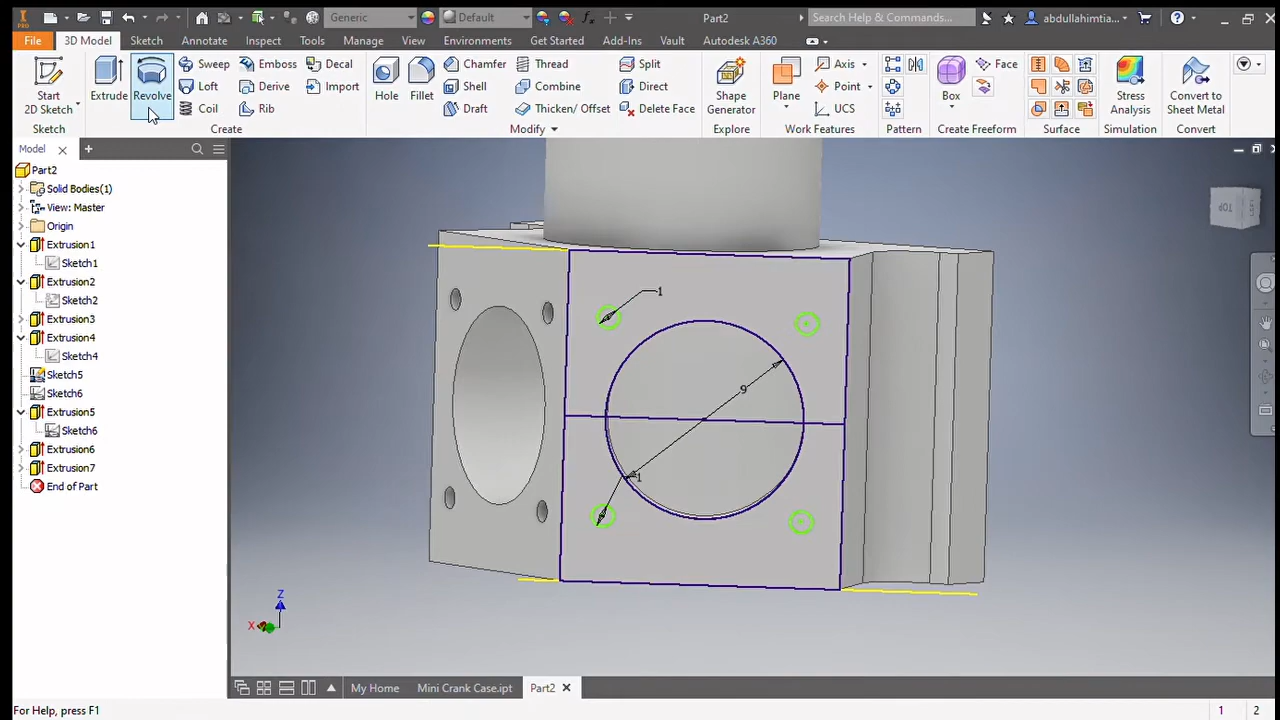 PRO
Generic
Default
Part2
Search Help & Commands...
abdullahimtia...
File
3D Model
Sketch
Annotate
Inspect
Tools
Manage
View
Environments
Get Started
Add-Ins
Vault
Autodesk A360
Start
2D Sketch
Extrude
Revolve
Sweep
Emboss
Decal
Loft
Derive
Import
Coil
Rib
Hole
Fillet
Chamfer
Thread
Split
Shell
Combine
Direct
Draft
Thicken/ Offset
Delete Face
Shape
Generator
Plane
Axis
Point
UCS
Box
Face
Stress
Analysis
Convert to
Sheet Metal
Sketch
Create
Modify
Explore
Work Features
Pattern
Create Freeform
Surface
Simulation
Convert
Model
Part2
Solid Bodies(1)
View: Master
Origin
Extrusion1
Sketch1
Extrusion2
Sketch2
Extrusion3
Extrusion4
Sketch4
Sketch5
Sketch6
Extrusion5
Sketch6
Extrusion6
Extrusion7
End of Part
TOP
LEFT
1
9
1
Z
X
My Home
Mini Crank Case.ipt
Part2
For Help, press F1
1
2